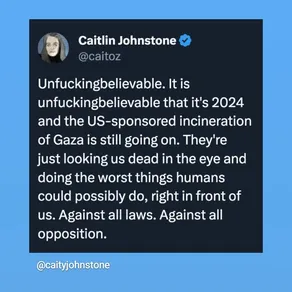 Caitlin Johnstone
@caitoz
Unfuckingbelievable. It is
unfuckingbelievable that it's 2024
and the US-sponsored incineration
of Gaza is still going on. They're
just looking us dead in the eye and
doing the worst things humans
could possibly do, right in front of
us. Against all laws. Against all
opposition.
@caityjohnstone